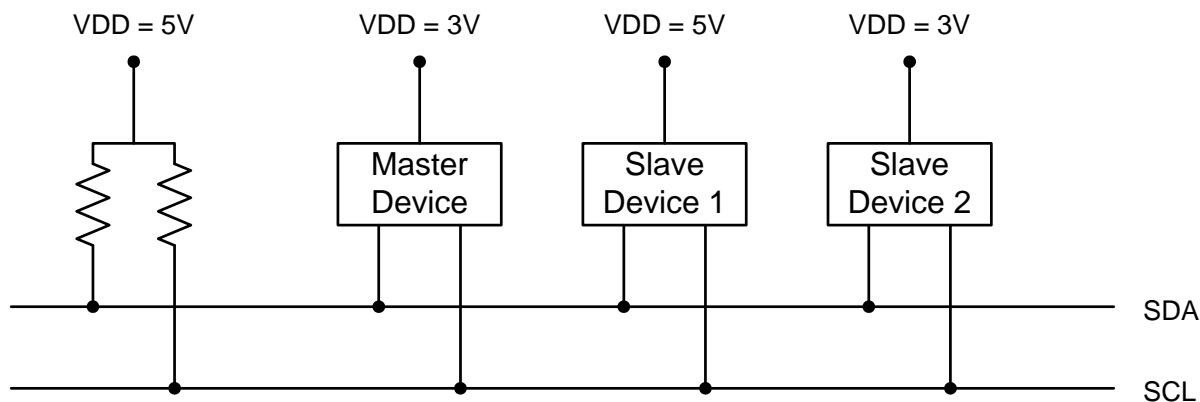 VDD = 5V
VDD = 3V
VDD = 5V
VDD = 3V
Master
Device
Slave
Device 1
Slave
Device 2
SDA
SCL